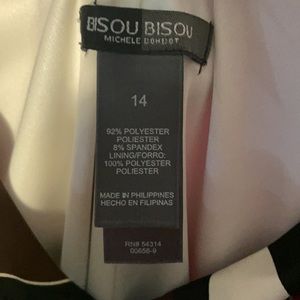 BISOU BISOU
MICHELE BOHBOT
14
92% POLYESTER
POLIESTER
8% SPANDEX
LINING/FORRO:
100% POLYESTER
POLIESTER
MADE IN PHILIPPINES
HECHO EN FILIPINAS
RN# 54314
00658-9